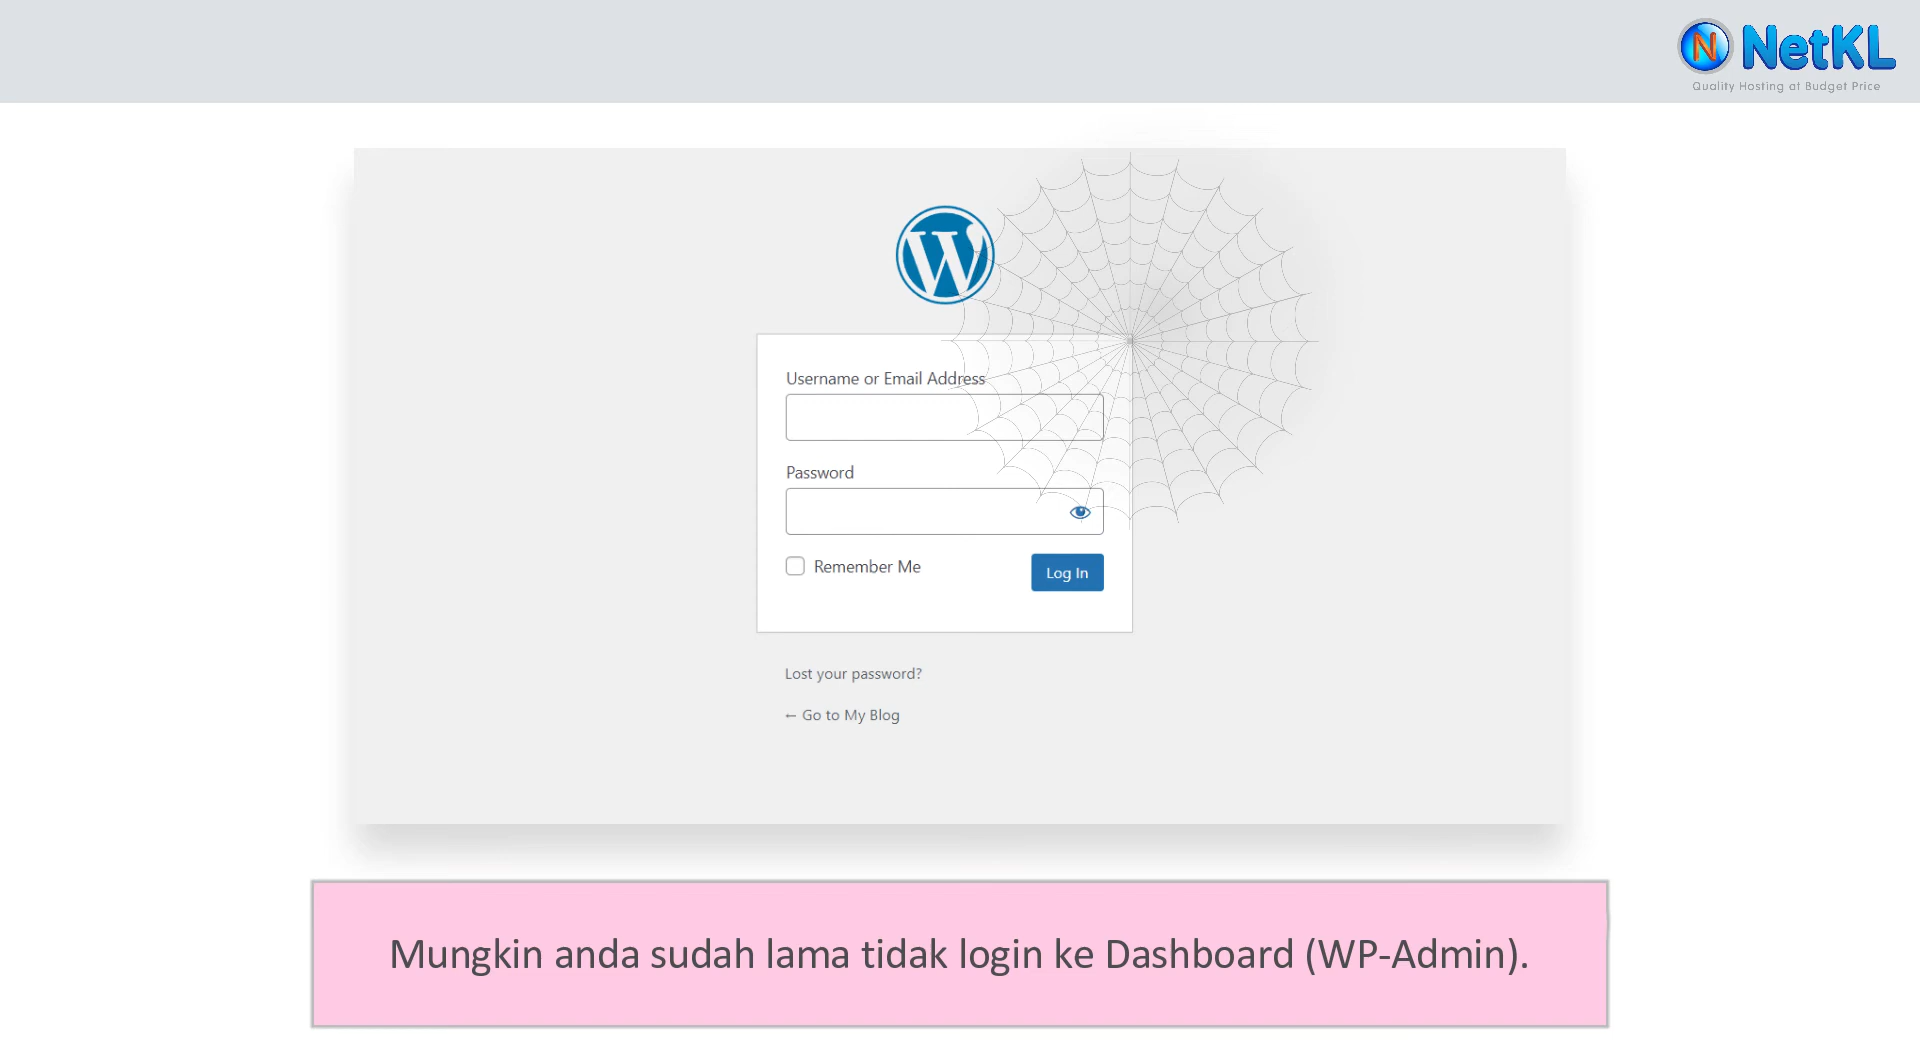 N NetKL
Quality Hosting at Budget Price
Username or Email Address
Password
Remember Me
Log In
Lost your password?
← Go to My Blog
Mungkin anda sudah lama tidak login ke Dashboard (WP-Admin).